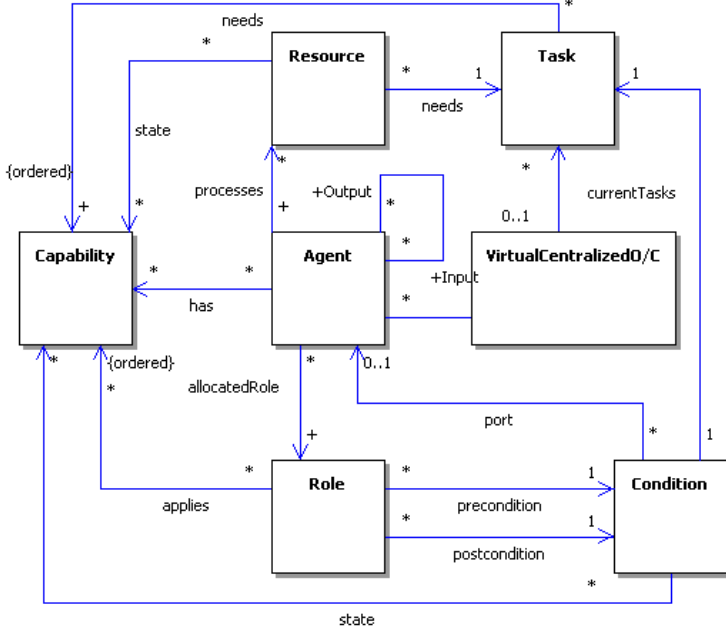 *
needs
*
Resource
*
1
Task
1
state
needs
{ordered}
*
processes
+Output
*
*
currentTasks
+
*
+
*
0..1
Capability
*
*
Agent
VirtualCentralizedO/C
has
*
+Input
*
{ordered}
*
0..1
*
allocatedRole
port
+
*
1
*
Role
*
1
Condition
applies
precondition
*
1
postcondition
*
state